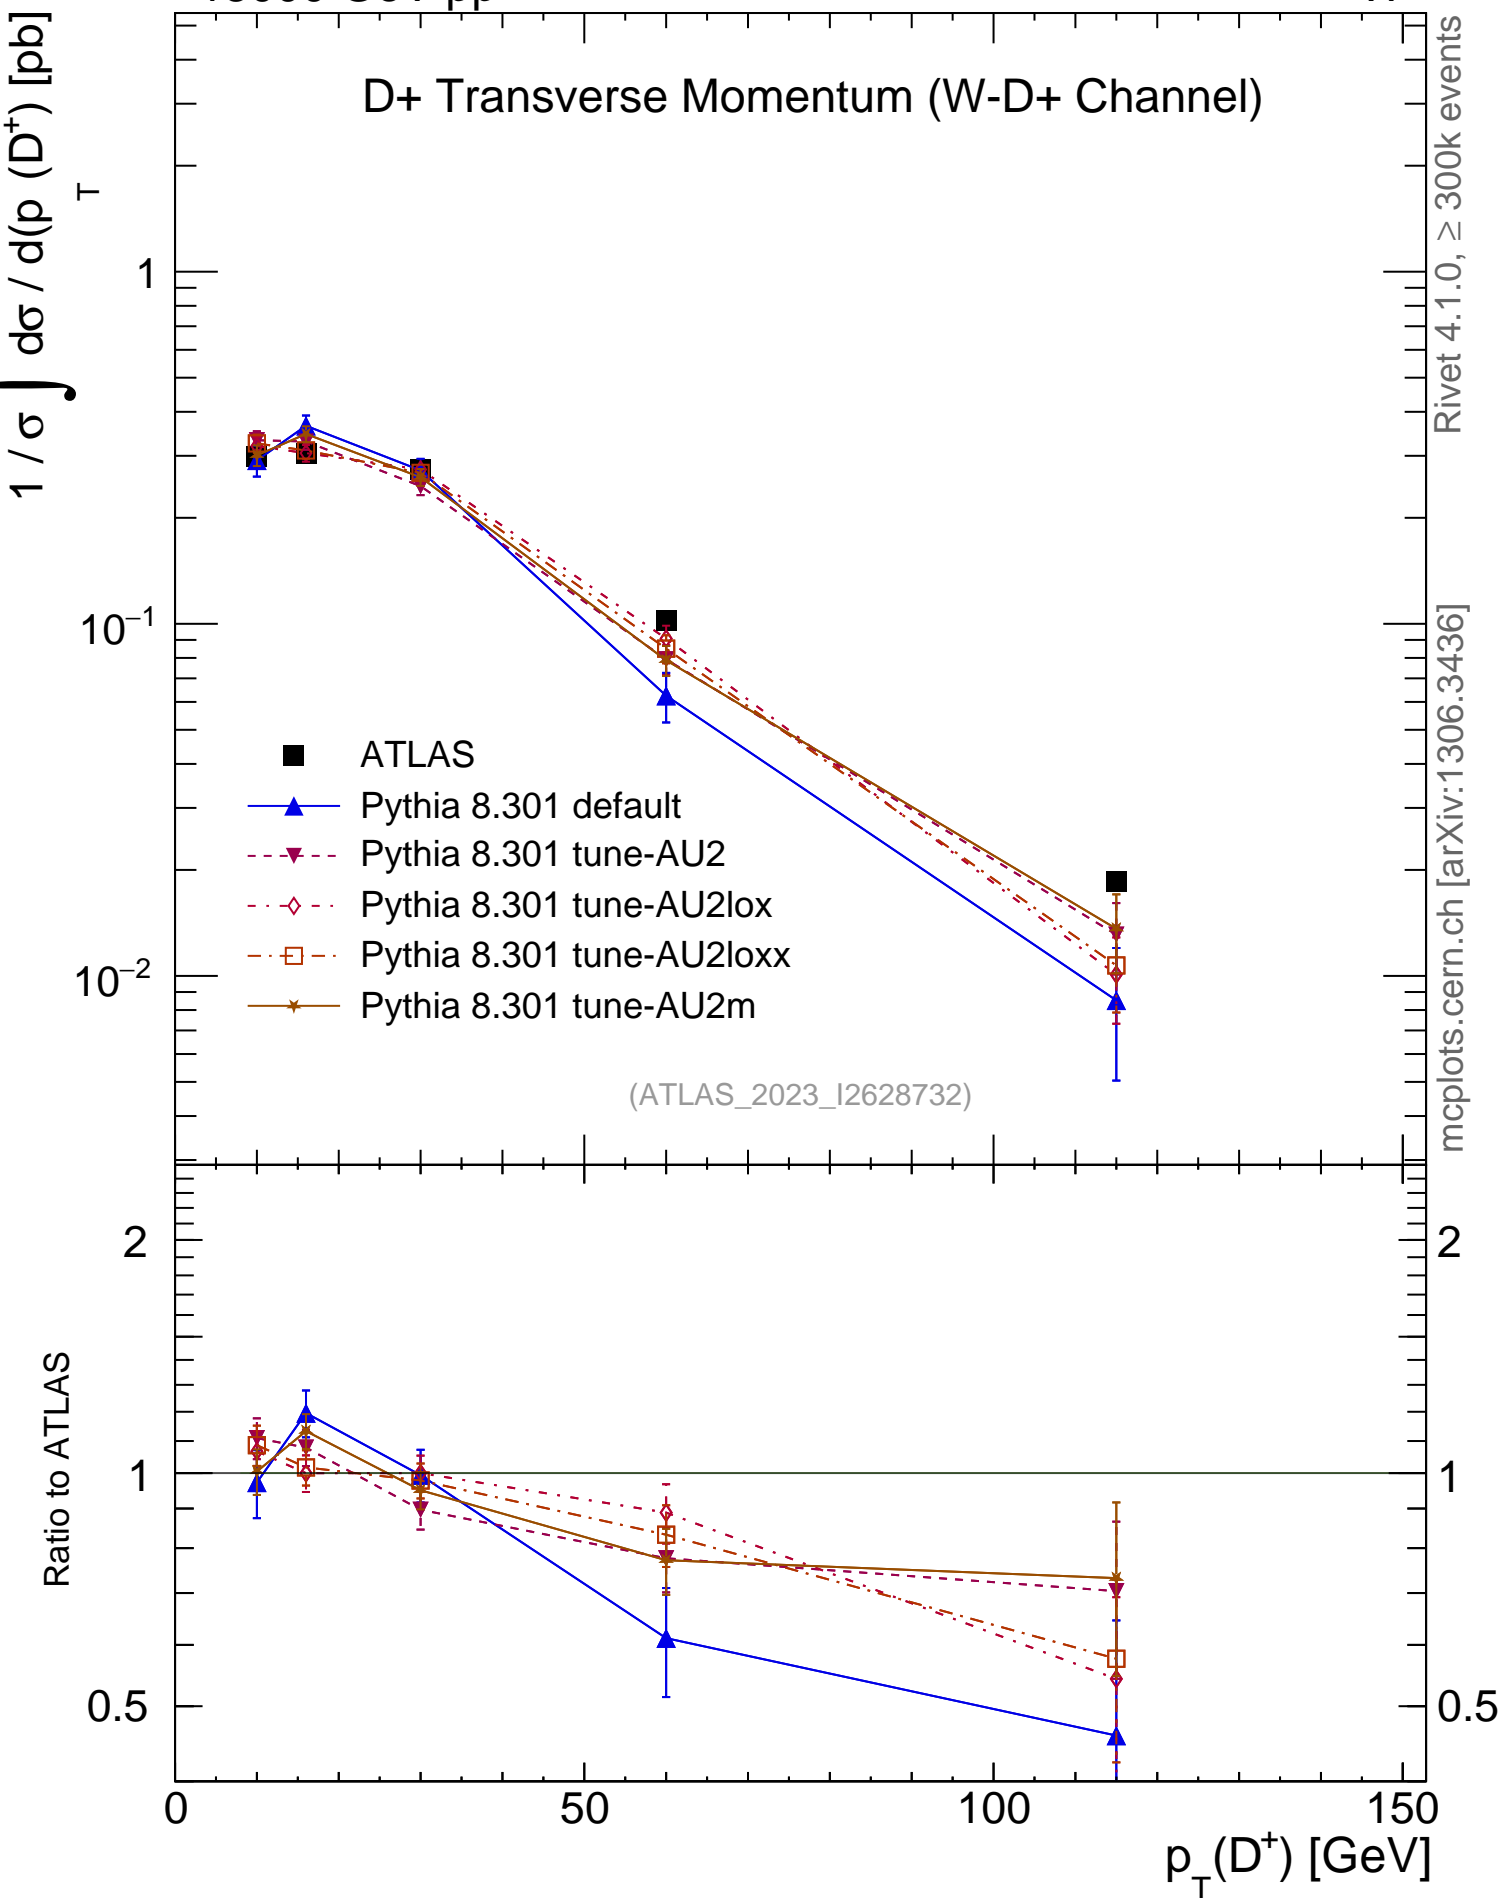 13000 GeV pp
D+ Transverse Momentum (W-D+ Channel)
1 / σ ∫ dσ / d(p_T (D⁺) [pb]
1
10⁻¹
10⁻²
ATLAS
Pythia 8.301 default
Pythia 8.301 tune-AU2
Pythia 8.301 tune-AU2lox
Pythia 8.301 tune-AU2loxx
Pythia 8.301 tune-AU2m
(ATLAS_2023_I2628732)
Rivet 4.1.0, ≥ 300k events
mcplots.cern.ch [arXiv:1306.3436]
Ratio to ATLAS
2
1
0.5
2
1
0.5
0
50
100
150
p_T(D⁺) [GeV]